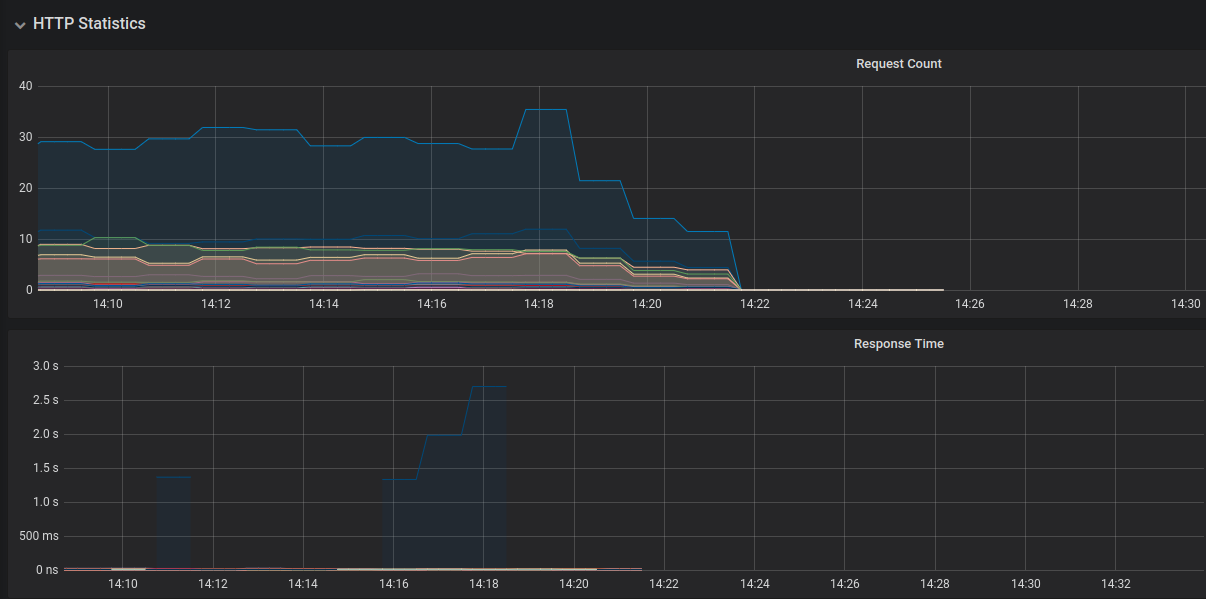 HTTP Statistics
Request Count
40
30
20
10
0
14:10 14:12 14:14 14:16 14:18 14:20 14:22 14:24 14:26 14:28 14:30
Response Time
3.0 s
2.5 s
2.0 s
1.5 s
1.0 s
500 ms
0 ns
14:10 14:12 14:14 14:16 14:18 14:20 14:22 14:24 14:26 14:28 14:30 14:32